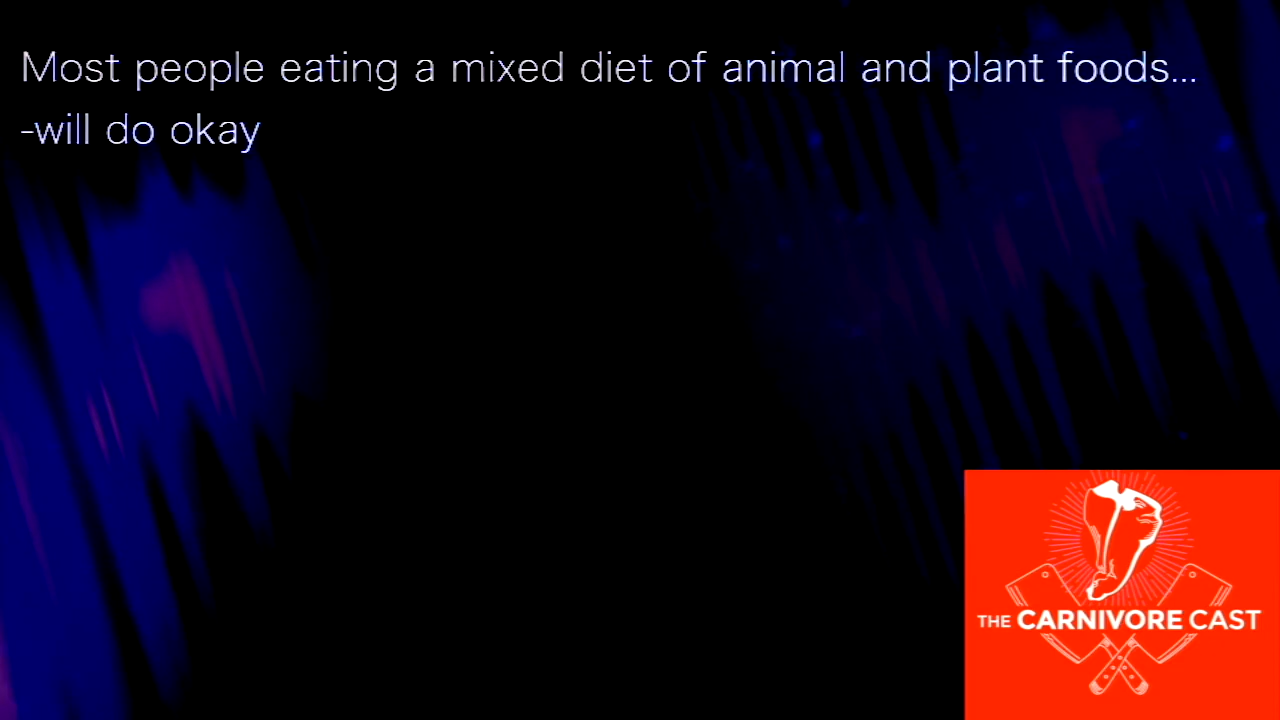 Most people eating a mixed diet of animal and plant foods...
-will do okay
THE CARNIVORE CAST